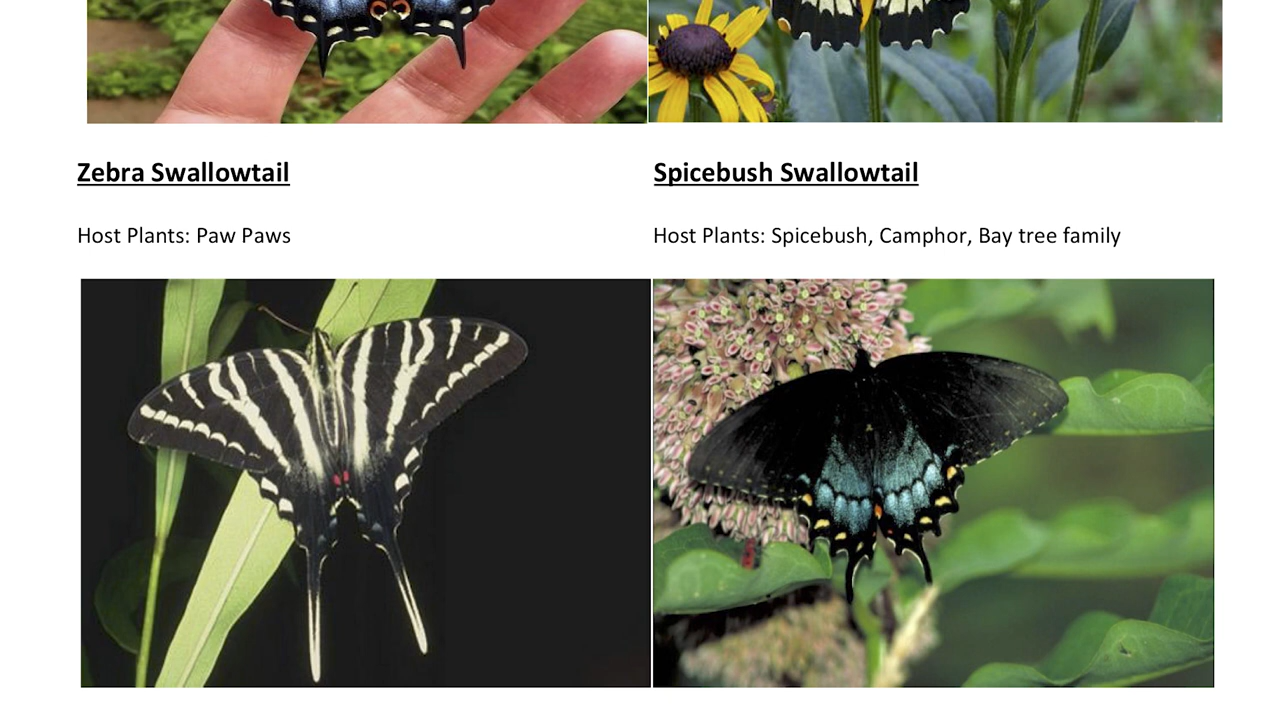 Zebra Swallowtail
Spicebush Swallowtail
Host Plants: Paw Paws
Host Plants: Spicebush, Camphor, Bay tree family